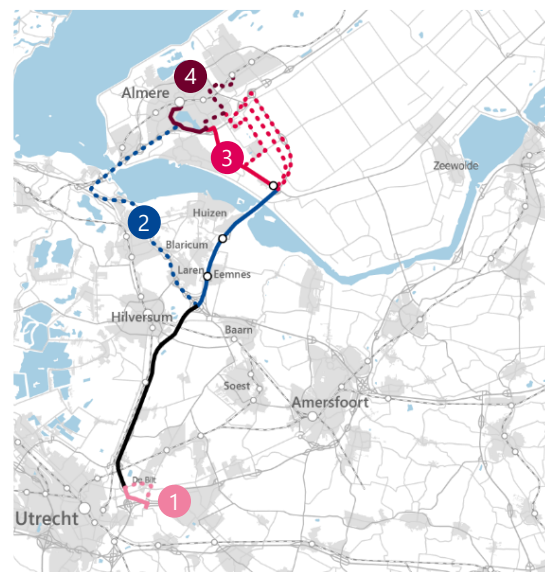 4
Almere
3
Zeewolde
Huizen
2
Blaricum
Laren
Eemnes
Hilversum
Baarn
Soest
Amersfoort
De Bilt
1
Utrecht